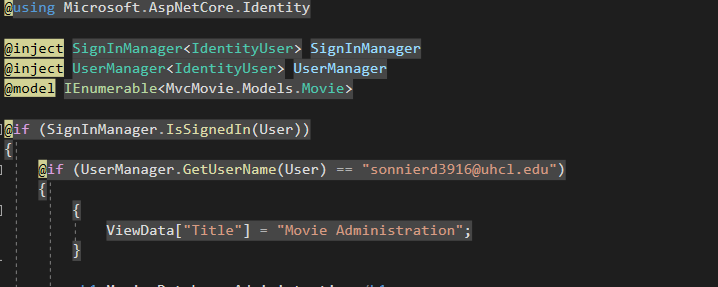 @using Microsoft.AspNetCore.Identity
@inject SignInManager<IdentityUser> SignInManager
@inject UserManager<IdentityUser> UserManager
@model IEnumerable<MvcMovie.Models.Movie>
@if (SignInManager.IsSignedIn(User))
{
@if (UserManager.GetUserName(User) == "sonnierd3916@uhcl.edu")
{
{
ViewData["Title"] = "Movie Administration";
}